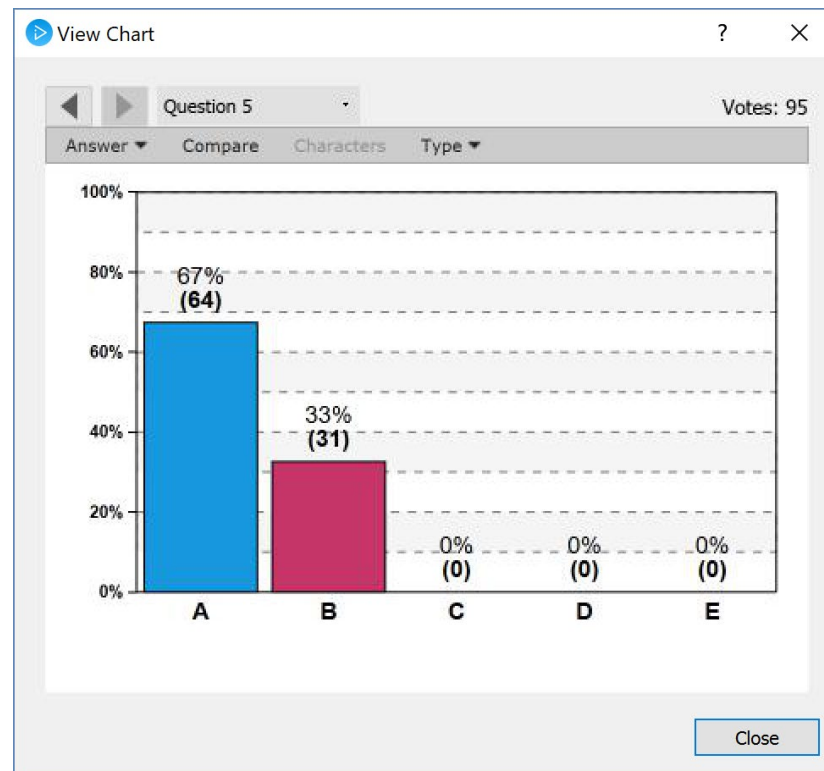 View Chart
?
Question 5
Votes: 95
Answer
Compare
Characters
Type
100%
80%
60%
40%
20%
0%
67%
(64)
33%
(31)
0%
(0)
0%
(0)
0%
(0)
A
B
C
D
E
Close